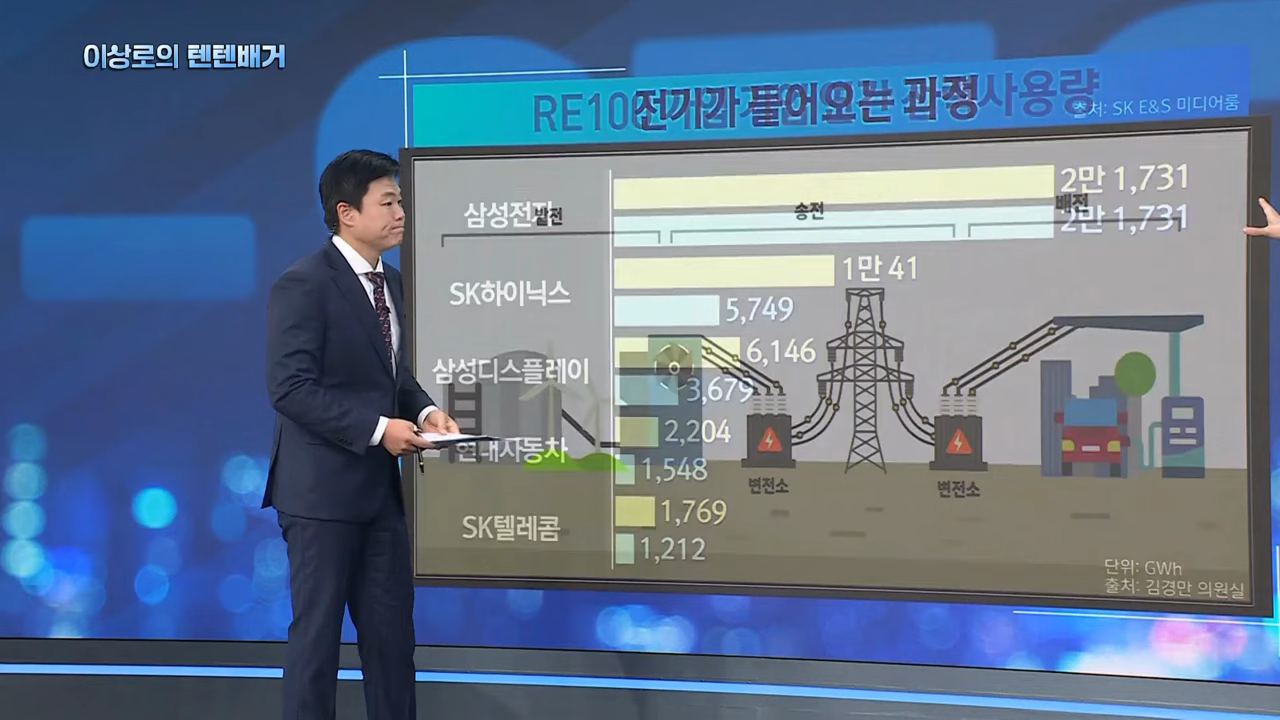 이상로의 텐텐배거
RE100
전기가 들어오는 과정
사용량
출처: SK E&S 미디어룸
삼성전자
발전
송전
배전
2만 1,731
2만 1,731
SK하이닉스
1만 41
5,749
삼성디스플레이
6,146
3,679
현대자동차
2,204
1,548
변전소
변전소
SK텔레콤
1,769
1,212
단위: GWh
출처: 김경만 의원실